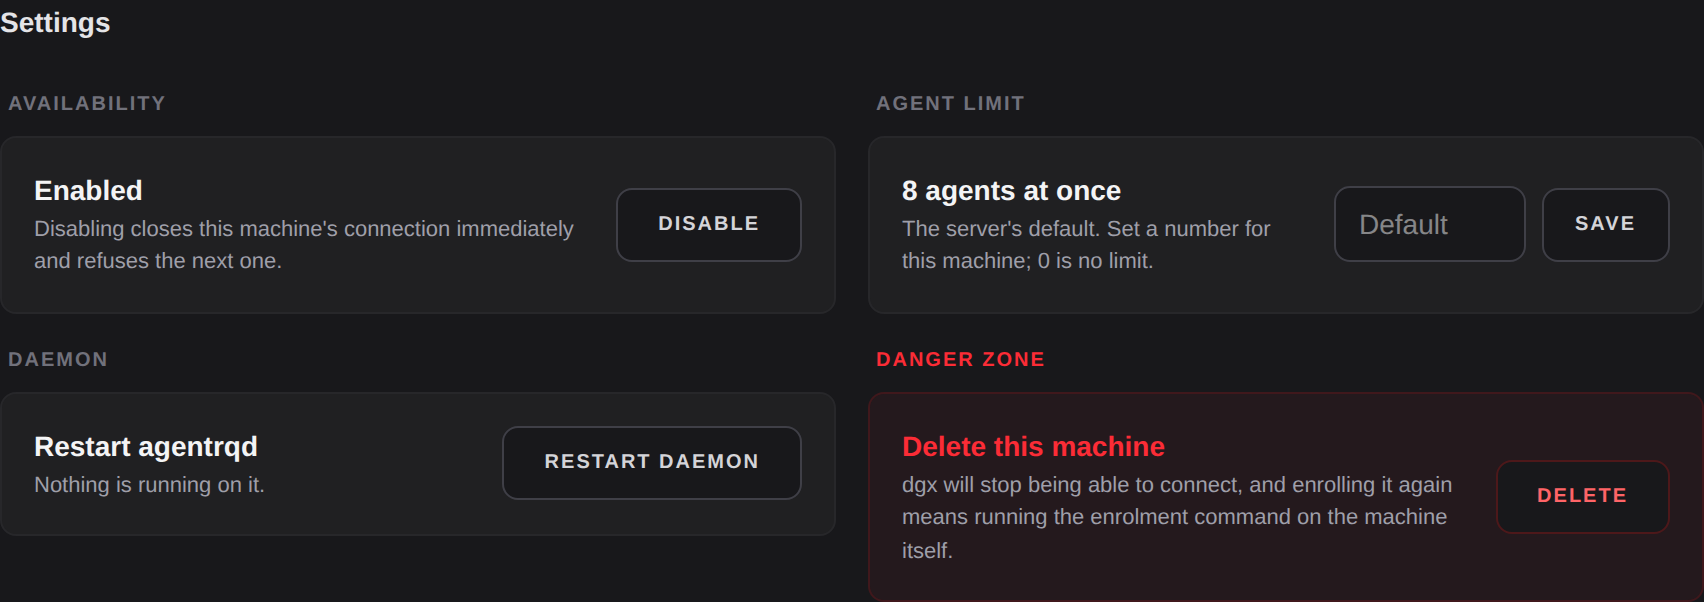 Settings
AVAILABILITY
Enabled
Disabling closes this machine's connection immediately
and refuses the next one.
DISABLE
AGENT LIMIT
8 agents at once
The server's default. Set a number for
this machine; 0 is no limit.
Default
SAVE
DAEMON
Restart agentrqd
Nothing is running on it.
RESTART DAEMON
DANGER ZONE
Delete this machine
dgx will stop being able to connect, and enrolling it again
means running the enrolment command on the machine
itself.
DELETE